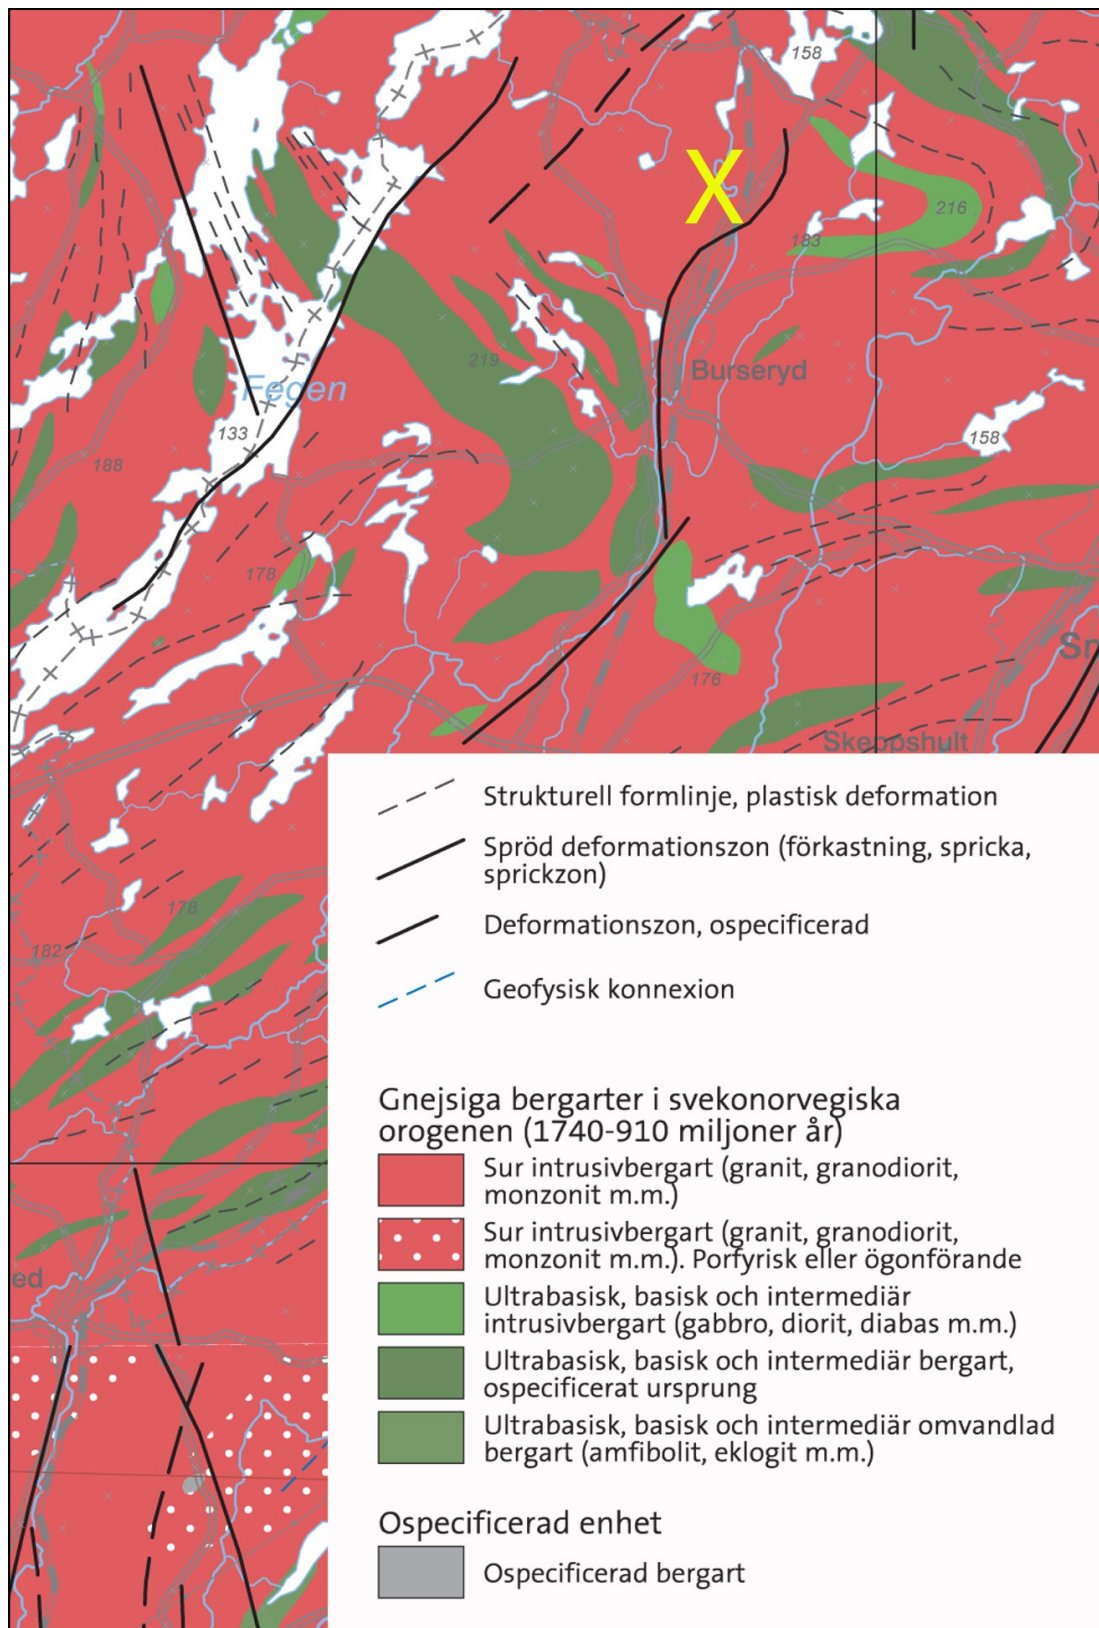 158
216
183
219
Burseryd
Fegen
133
158
188
178
Sr
176
Skeppshult
Strukturell formlinje, plastisk deformation
Spröd deformationszon (förkastning, spricka,
sprickzon)
178
Deformationszon, ospecificerad
182
Geofysisk konnexion
Gnejsiga bergarter i svekonorvegiska
orogenen (1740-910 miljoner år)
Sur intrusivbergart (granit, granodiorit,
monzonit m.m.)
Sur intrusivbergart (granit, granodiorit,
monzonit m.m.). Porfyrisk eller ögonförande
ed
Ultrabasisk, basisk och intermediär
intrusivbergart (gabbro, diorit, diabas m.m.)
Ultrabasisk, basisk och intermediär bergart,
ospecificerat ursprung
Ultrabasisk, basisk och intermediär omvandlad
bergart (amfibolit, eklogit m.m.)
Ospecificerad enhet
Ospecificerad bergart
X